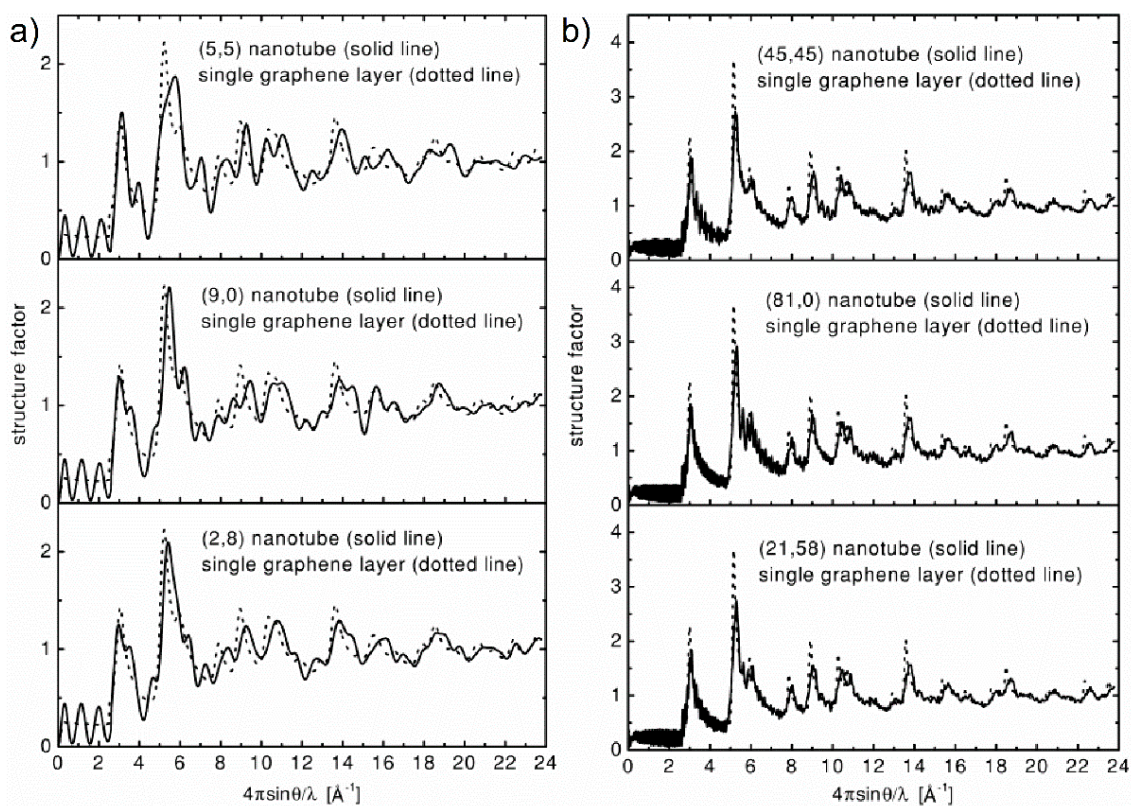 a)
structure factor
(5,5) nanotube (solid line)
single graphene layer (dotted line)
2
1
0
(9,0) nanotube (solid line)
single graphene layer (dotted line)
2
1
0
(2,8) nanotube (solid line)
single graphene layer (dotted line)
2
1
0
0 2 4 6 8 10 12 14 16 18 20 22 24
4πsinθ/λ [Å⁻¹]
b)
structure factor
(45,45) nanotube (solid line)
single graphene layer (dotted line)
4
3
2
1
0
(81,0) nanotube (solid line)
single graphene layer (dotted line)
4
3
2
1
0
(21,58) nanotube (solid line)
single graphene layer (dotted line)
4
3
2
1
0
0 2 4 6 8 10 12 14 16 18 20 22 24
4πsinθ/λ [Å⁻¹]